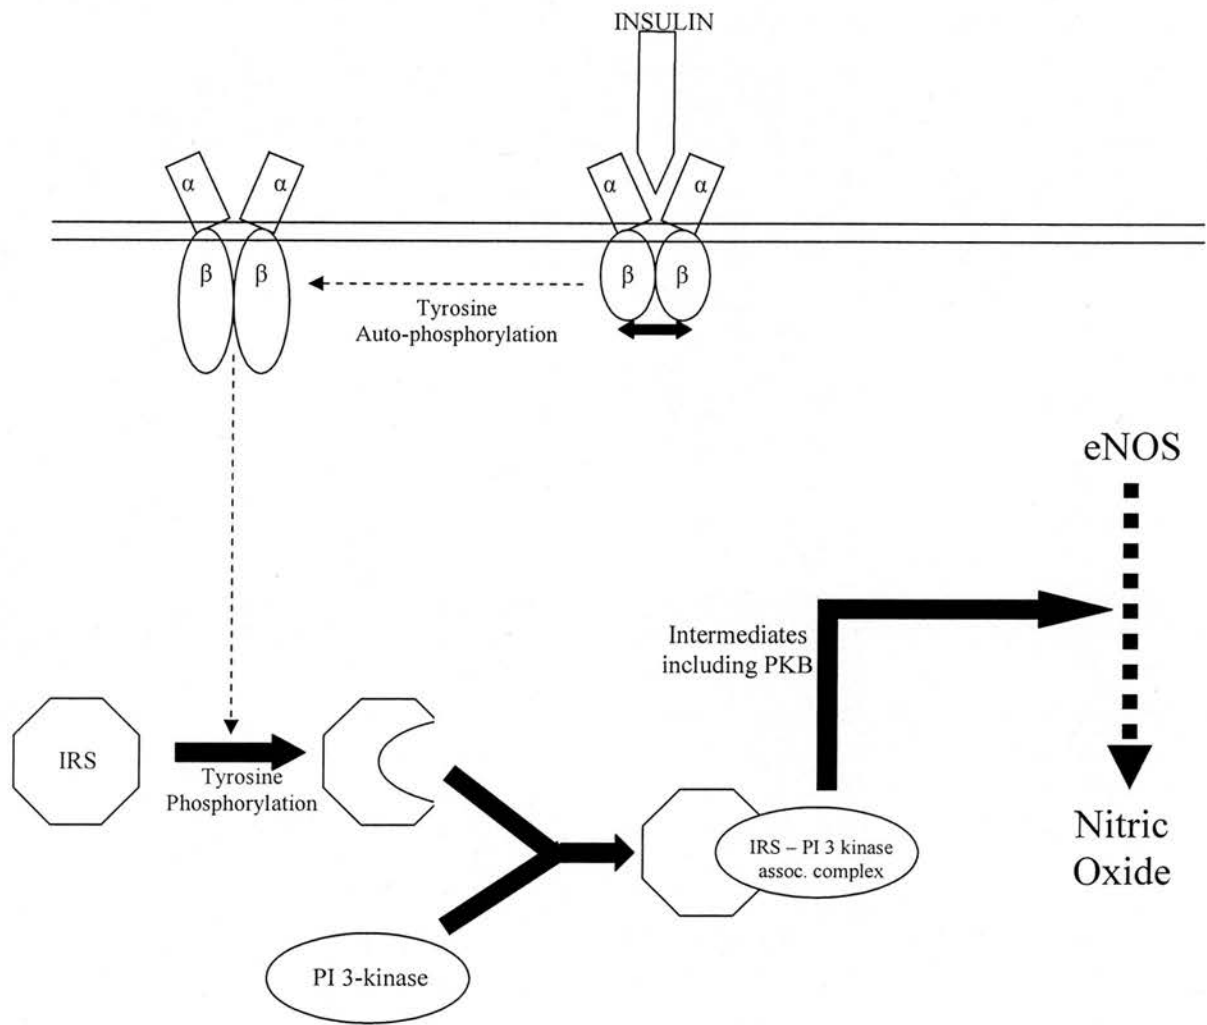 INSULIN
α
α
α
α
β
β
β
β
Tyrosine
Auto-phosphorylation
eNOS
Intermediates
including PKB
IRS
Tyrosine
Phosphorylation
IRS – PI 3 kinase
assoc. complex
Nitric
Oxide
PI 3-kinase